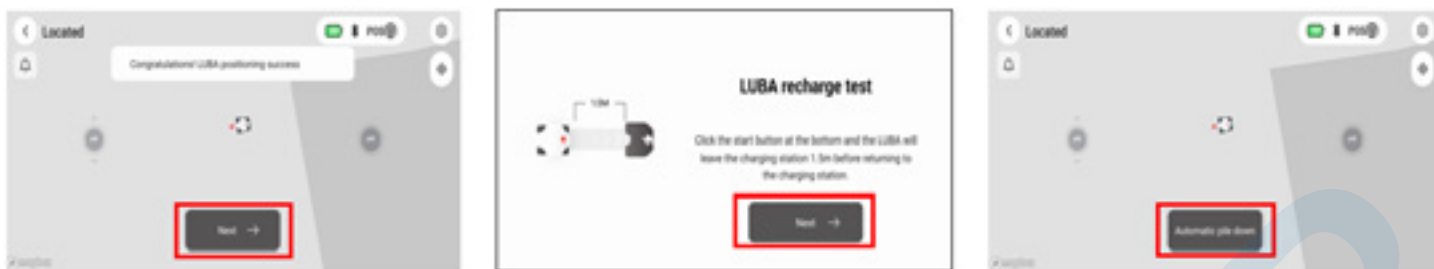 Located
POS
Congratulations! LUBA positioning success
Next →
LUBA recharge test
Click the start button at the bottom and the LUBA will
leave the charging station 1.5m before returning to
the charging station
Next →
Located
POS
Automatic pile down